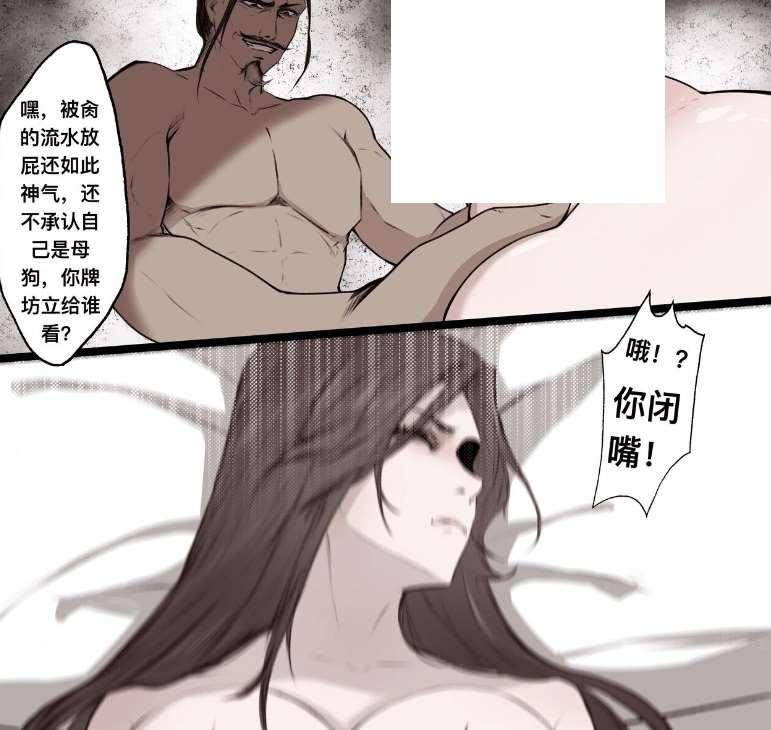 嘿，被肏
的流水放
屁还如此
神气，还
不承认自
己是母
狗，你牌
坊立给谁
看？
哦！？
你闭
嘴！